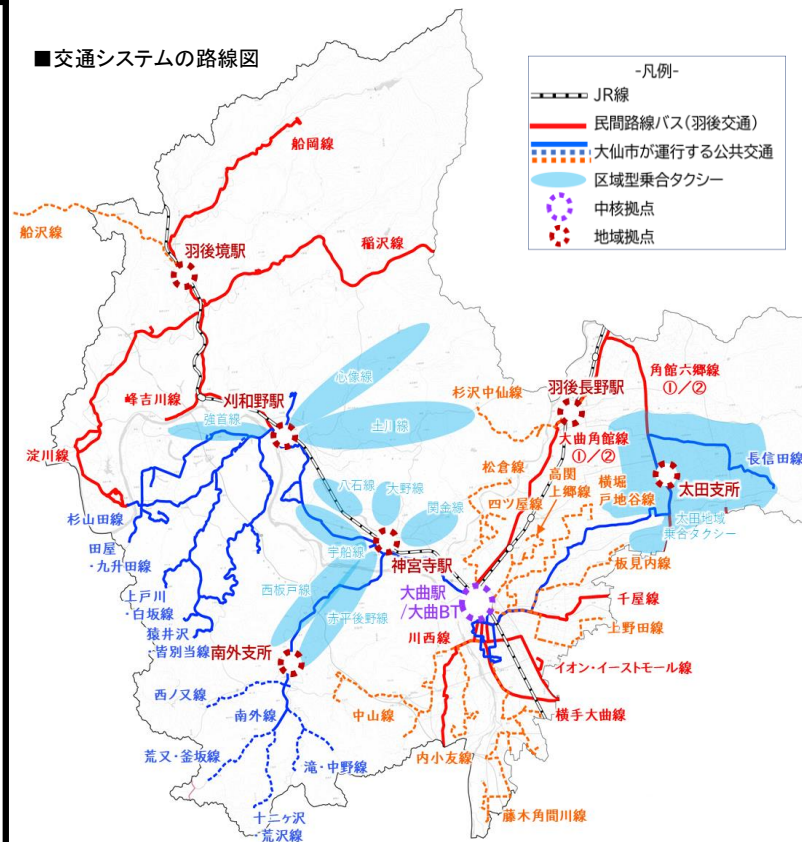 ■交通システムの路線図
-凡例-
JR線
民間路線バス(羽後交通)
大仙市が運行する公共交通
区域型乗合タクシー
中核拠点
地域拠点
船岡線
船沢線
羽後境駅
稲沢線
心像線
角館六郷線
①/②
羽後長野駅
杉沢中仙線
峰吉川線
刈和野駅
強首線
土川線
大曲角館線
①/②
淀川線
松倉線
高関
上郷線
横堀
戸地谷線
長信田線
太田支所
四ツ屋線
八石線
大野線
関金線
杉山田線
太田地域
乗合タクシー
田屋
・九升田線
宇船線
神宮寺駅
板見内線
上戸川
・白坂線
西板戸線
大曲駅
/大曲BT
千屋線
赤平後野線
上野田線
猿井沢
・皆別当線
南外支所
川西線
イオン・イーストモール線
西ノ又線
南外線
中山線
横手大曲線
荒又・釜坂線
滝・中野線
内小友線
十二ヶ沢
・荒沢線
藤木角間川線